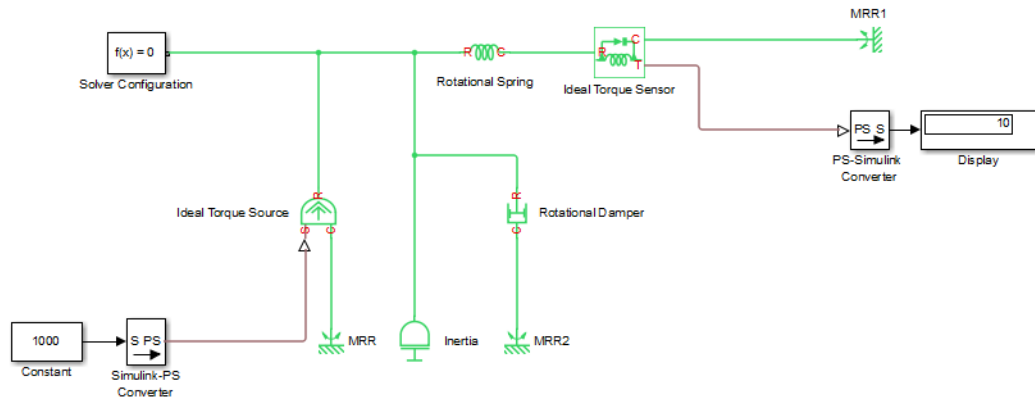 MRR1
f(x) = 0
R C
R C
T
Solver Configuration
Rotational Spring
Ideal Torque Sensor
10
PS S
PS-Simulink
Converter
Display
R
Ideal Torque Source
S C
R
Rotational Damper
C
1000
S PS
MRR
Inertia
MRR2
Constant
Simulink-PS
Converter